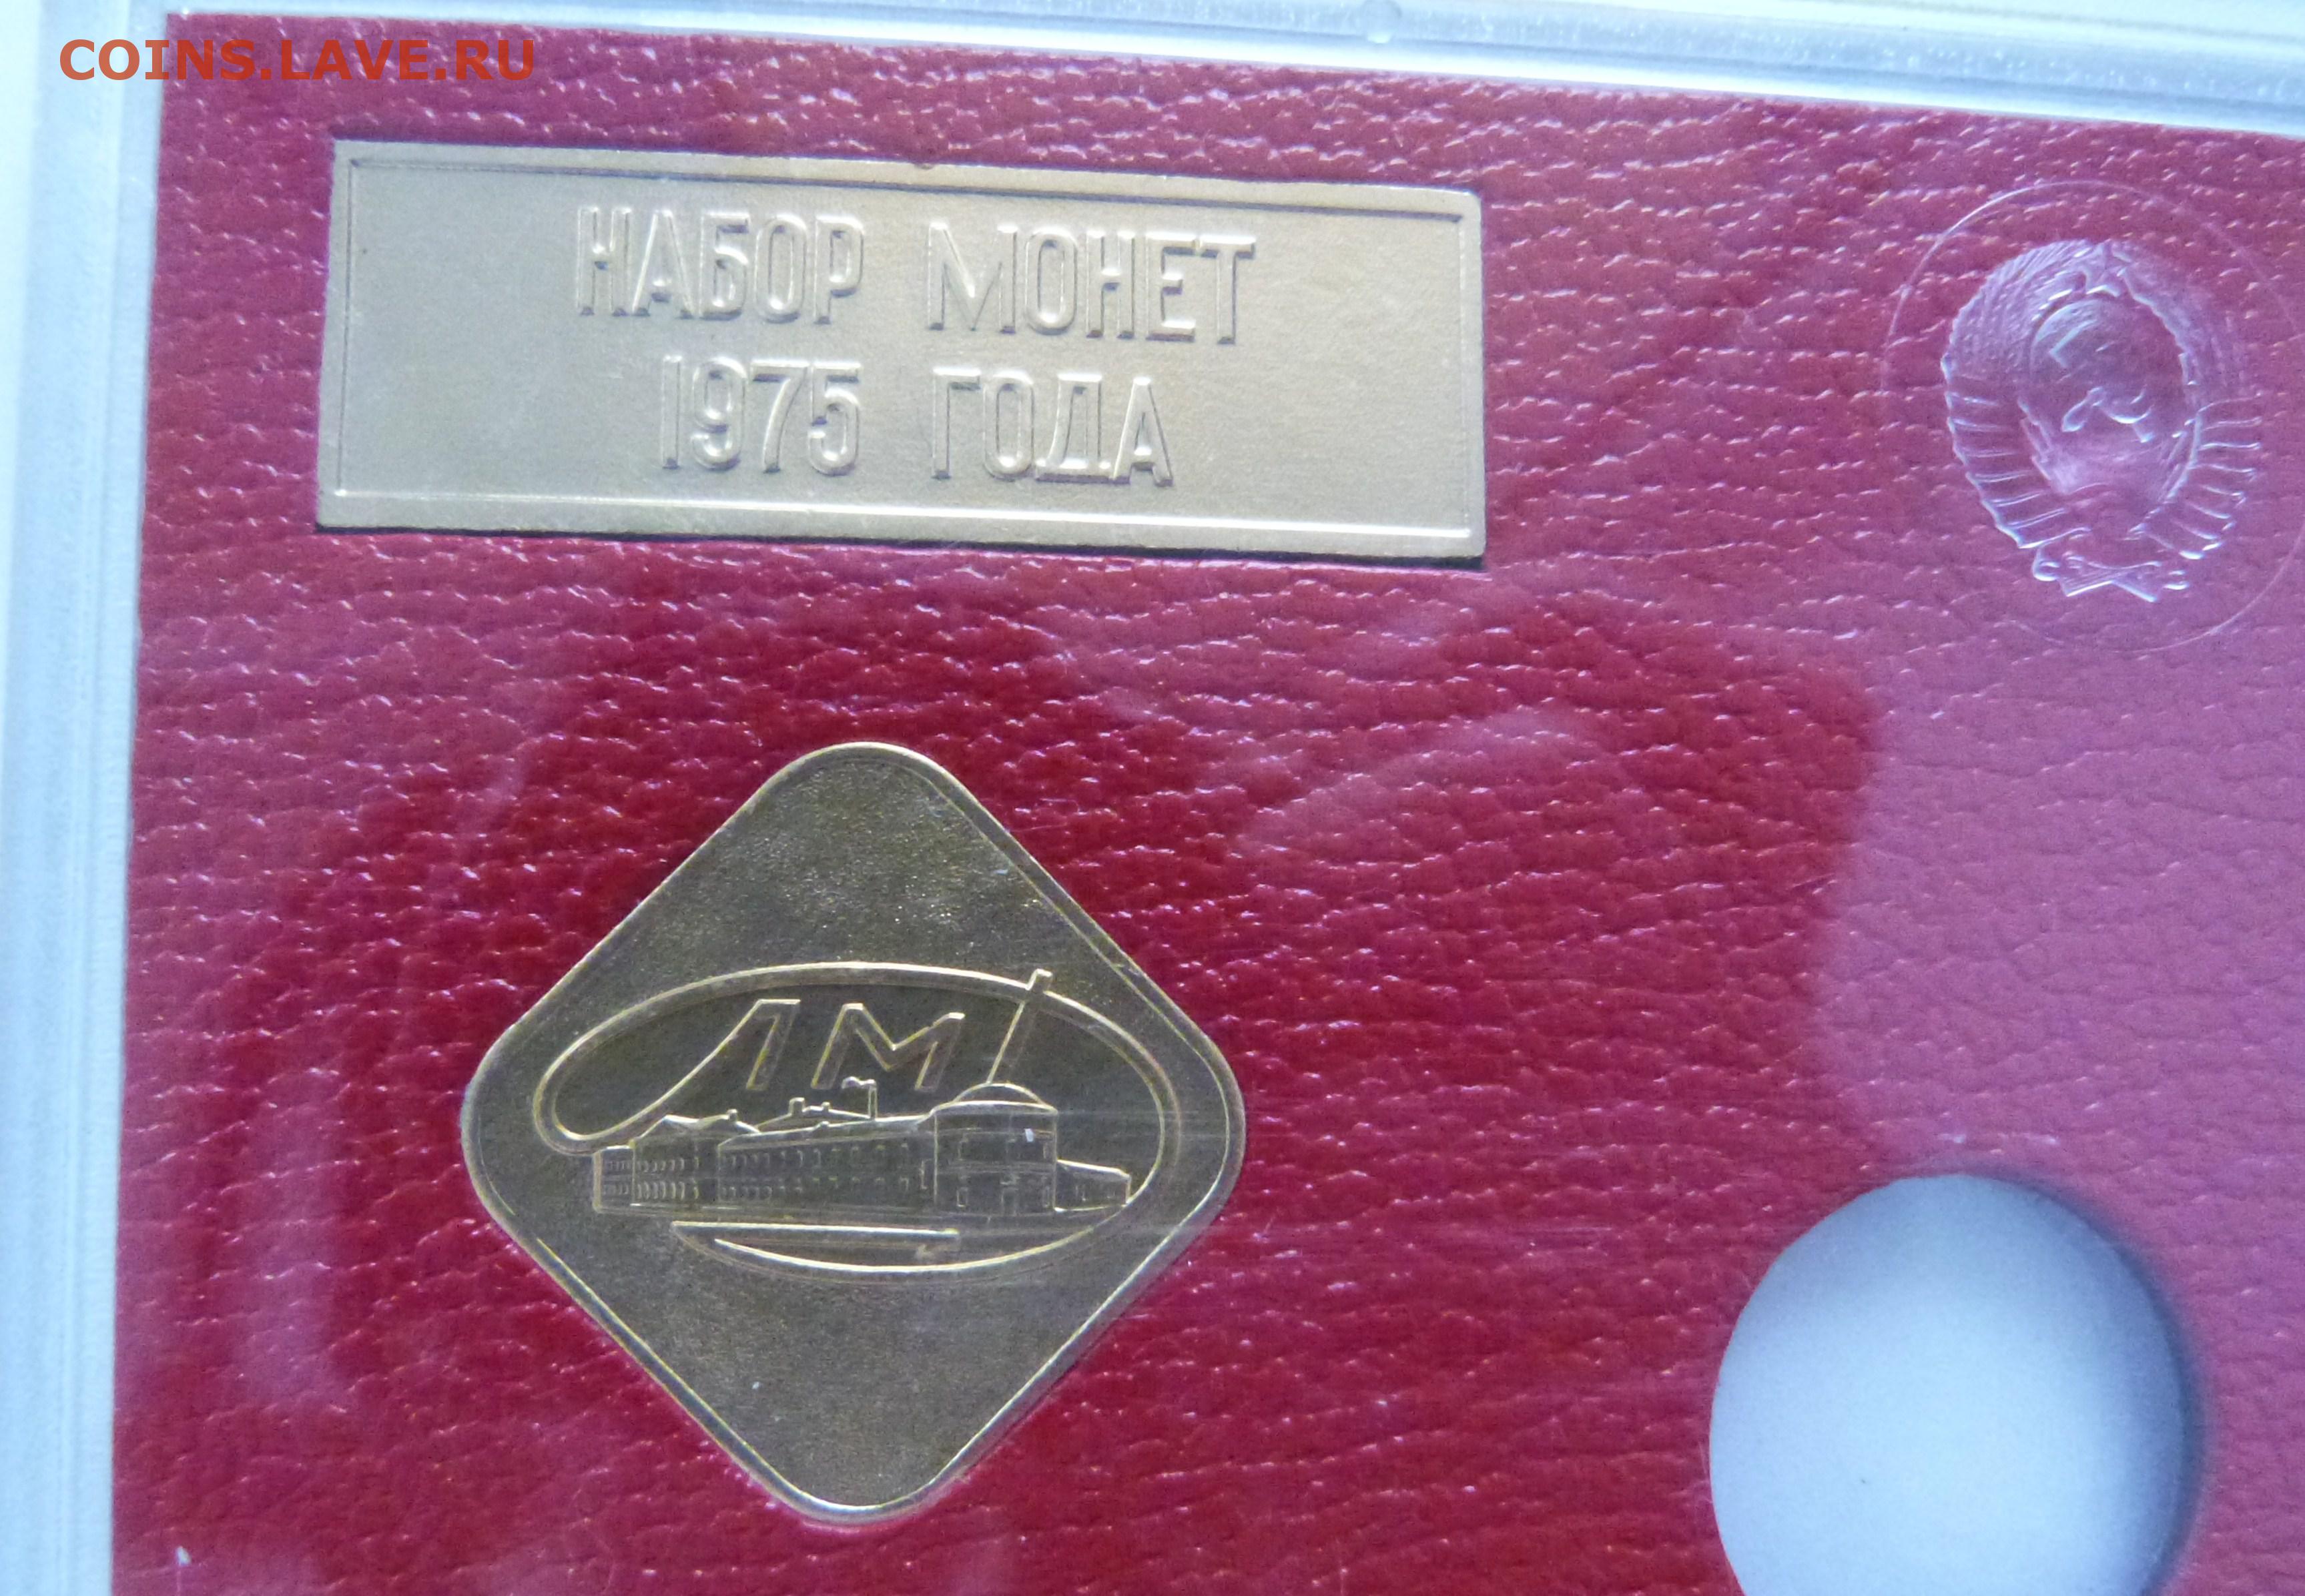 COINS.LAVE.RU
НАБОР МОНЕТ
1975 ГОДА
ЛМ